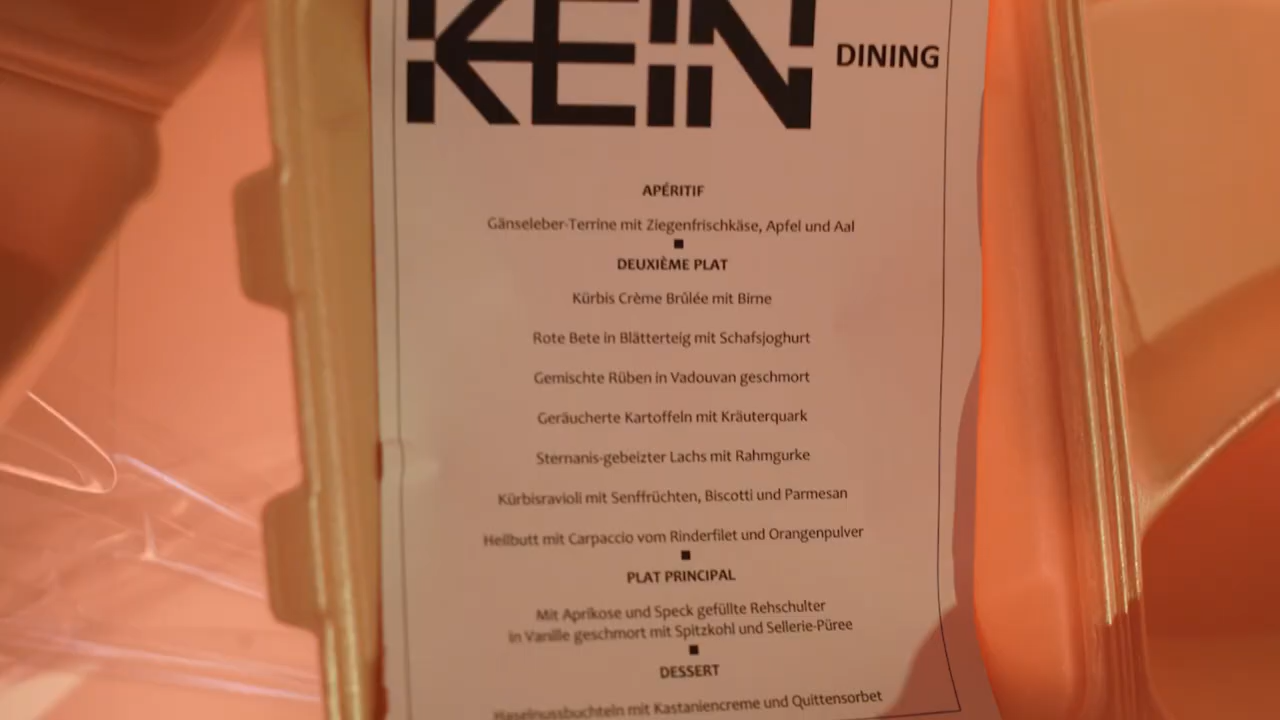 KEIN DINING
APÉRITIF
Gänseleber-Terrine mit Ziegenfrischkäse, Apfel und Aal
DEUXIÈME PLAT
Kürbis Crème Brûlée mit Birne
Rote Bete in Blätterteig mit Schafsjoghurt
Gemischte Rüben in Vadouvan geschmort
Geräucherte Kartoffeln mit Kräuterquark
Sternanis-gebeizter Lachs mit Rahmgurke
Kürbisravioli mit Senffrüchten, Biscotti und Parmesan
Heilbutt mit Carpaccio vom Rinderfilet und Orangenpulver
PLAT PRINCIPAL
Mit Aprikose und Speck gefüllte Rehschulter
in Vanille geschmort mit Spitzkohl und Sellerie-Püree
DESSERT
Haselnussbuchteln mit Kastaniencreme und Quittensorbet